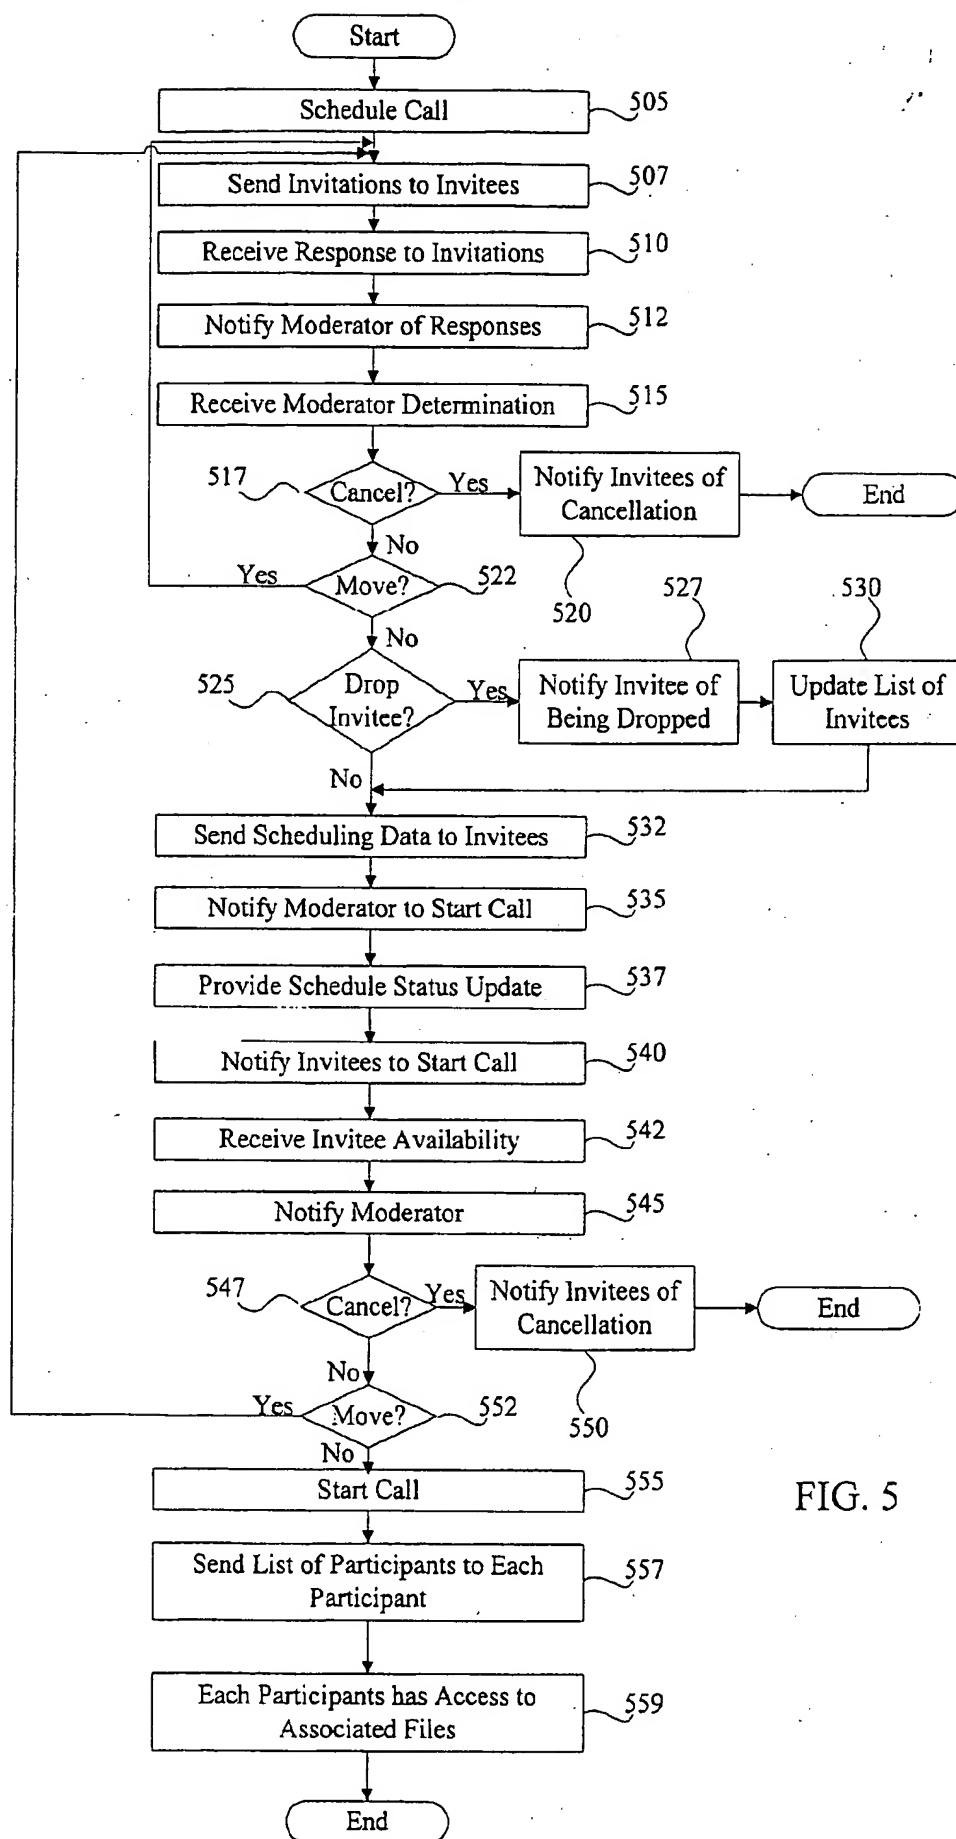 Start
Schedule Call
505
Send Invitations to Invitees
507
Receive Response to Invitations
510
Notify Moderator of Responses
512
Receive Moderator Determination
515
517
Cancel?
Yes
Notify Invitees of
Cancellation
End
No
520
Yes
Move?
522
527
530
No
525
Drop
Invitee?
Yes
Notify Invitee of
Being Dropped
Update List of
Invitees
No
Send Scheduling Data to Invitees
532
Notify Moderator to Start Call
535
Provide Schedule Status Update
537
Notify Invitees to Start Call
540
Receive Invitee Availability
542
Notify Moderator
545
547
Cancel?
Yes
Notify Invitees of
Cancellation
End
No
550
Yes
Move?
552
No
Start Call
555
FIG. 5
Send List of Participants to Each
Participant
557
Each Participants has Access to
Associated Files
559
End